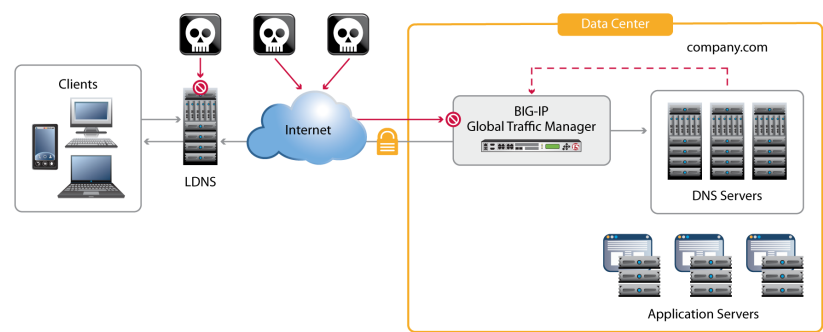 Data Center
company.com
Clients
Internet
BIG-IP
Global Traffic Manager
LDNS
DNS Servers
Application Servers